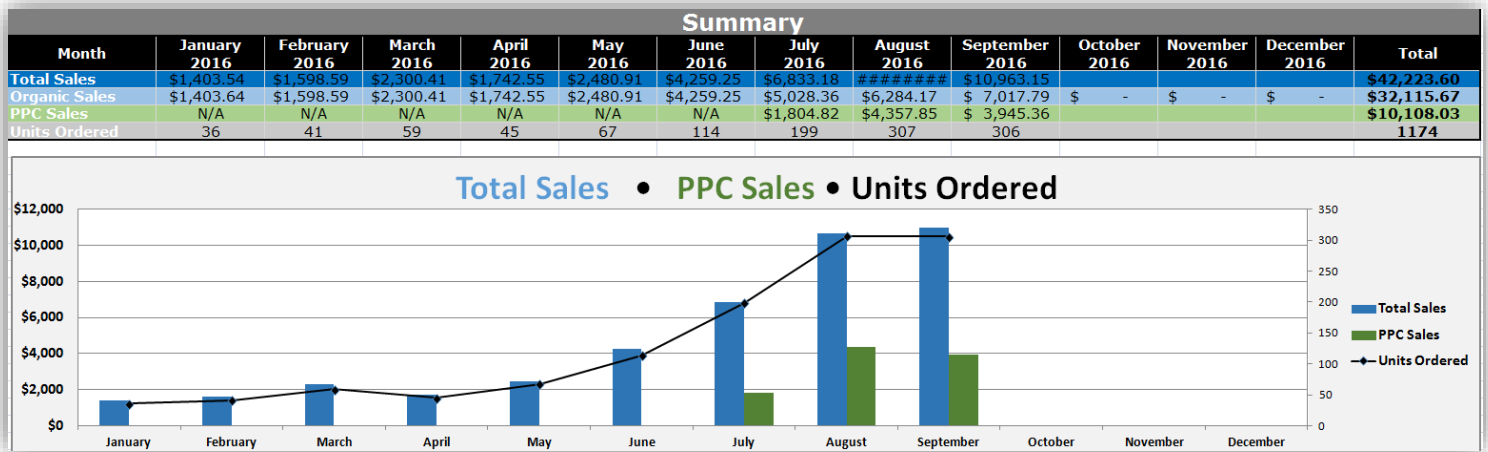 Summary
Month January 2016 February 2016 March 2016 April 2016 May 2016 June 2016 July 2016 August 2016 September 2016 October 2016 November 2016 December 2016 Total
Total Sales $1,403.54 $1,598.59 $2,300.41 $1,742.55 $2,480.91 $4,259.25 $6,833.18 ######## $10,963.15 $42,223.60
Organic Sales $1,403.64 $1,598.59 $2,300.41 $1,742.55 $2,480.91 $4,259.25 $5,028.36 $6,284.17 $ 7,017.79 $ - $ - $ - $32,115.67
PPC Sales N/A N/A N/A N/A N/A N/A $1,804.82 $4,357.85 $ 3,945.36 $10,108.03
Units Ordered 36 41 59 45 67 114 199 307 306 1174
Total Sales • PPC Sales • Units Ordered
$12,000 350
$10,000 300
250
$8,000
200
$6,000
150
$4,000
100
$2,000
50
$0 0
Total Sales
PPC Sales
Units Ordered
January February March April May June July August September October November December